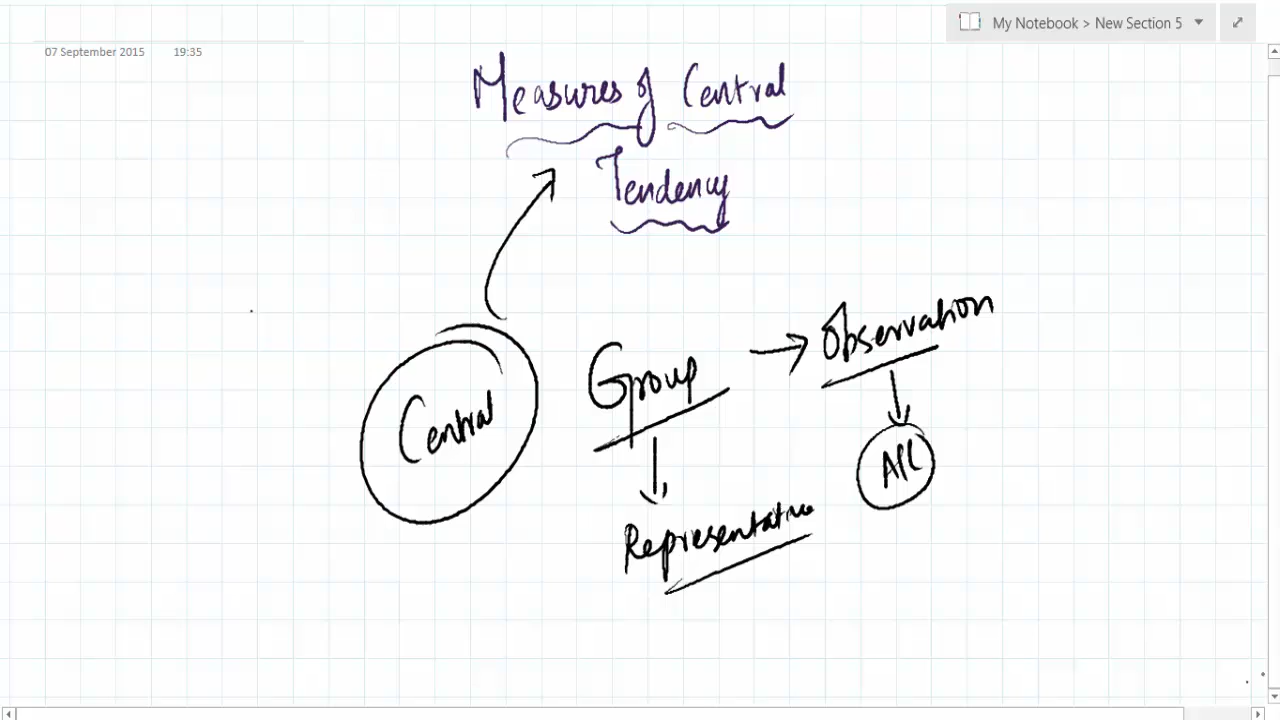 My Notebook > New Section 5
07 September 2015 19:35
Measures of Central
Tendency
Central
Group
Observation
All
Representative